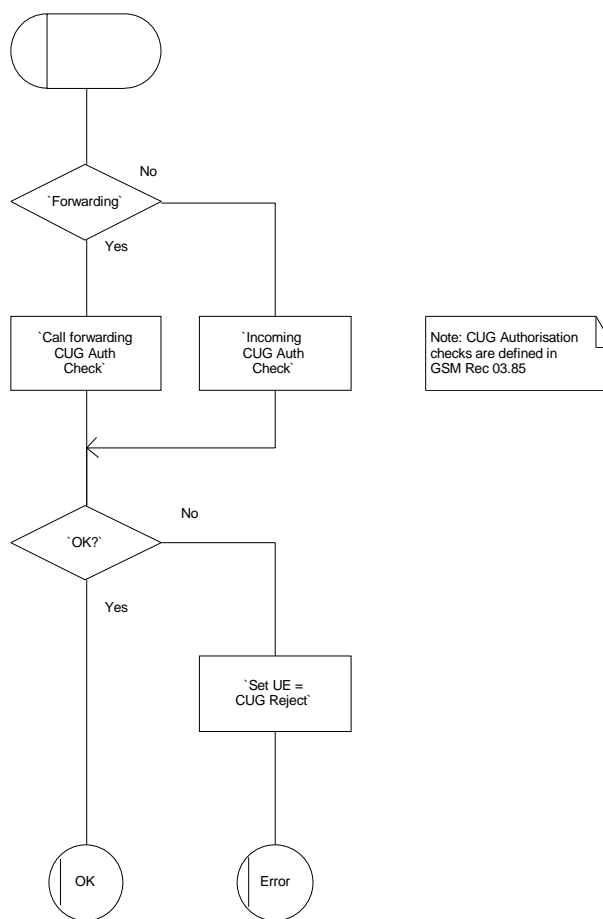 No
`Forwarding`
Yes
`Call forwarding
CUG Auth
Check`
`Incoming
CUG Auth
Check`
Note: CUG Authorisation
checks are defined in
GSM Rec 03.85
No
`OK?`
Yes
`Set UE =
CUG Reject`
OK
Error